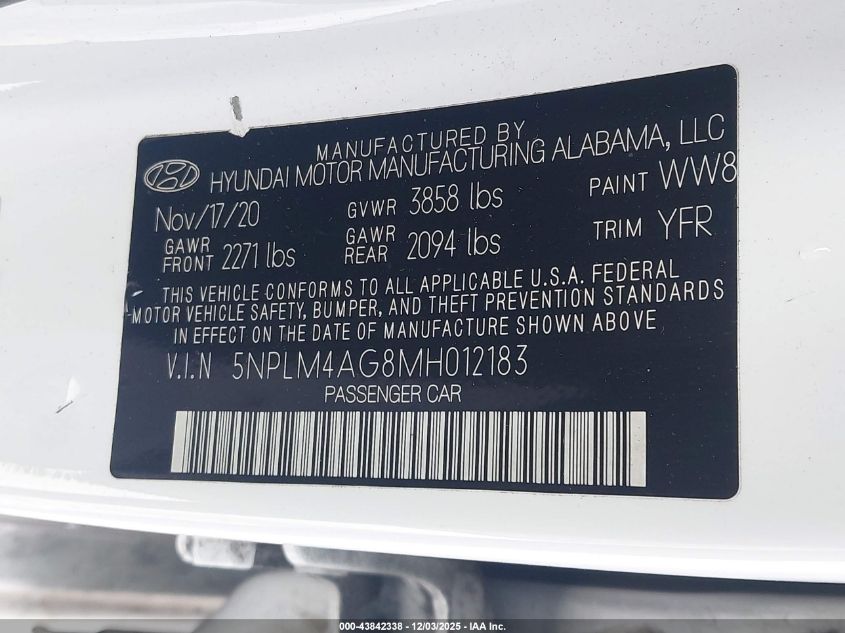 MANUFACTURED BY
HYUNDAI MOTOR MANUFACTURING ALABAMA, LLC
Nov/17/20 GVWR 3858 lbs PAINT WW8
GAWR FRONT 2271 lbs GAWR REAR 2094 lbs TRIM YFR
THIS VEHICLE CONFORMS TO ALL APPLICABLE U.S.A. FEDERAL
MOTOR VEHICLE SAFETY, BUMPER, AND THEFT PREVENTION STANDARDS
IN EFFECT ON THE DATE OF MANUFACTURE SHOWN ABOVE
V.I.N 5NPLM4AG8MH012183
PASSENGER CAR
000-43842338 - 12/03/2025 - IAA Inc.